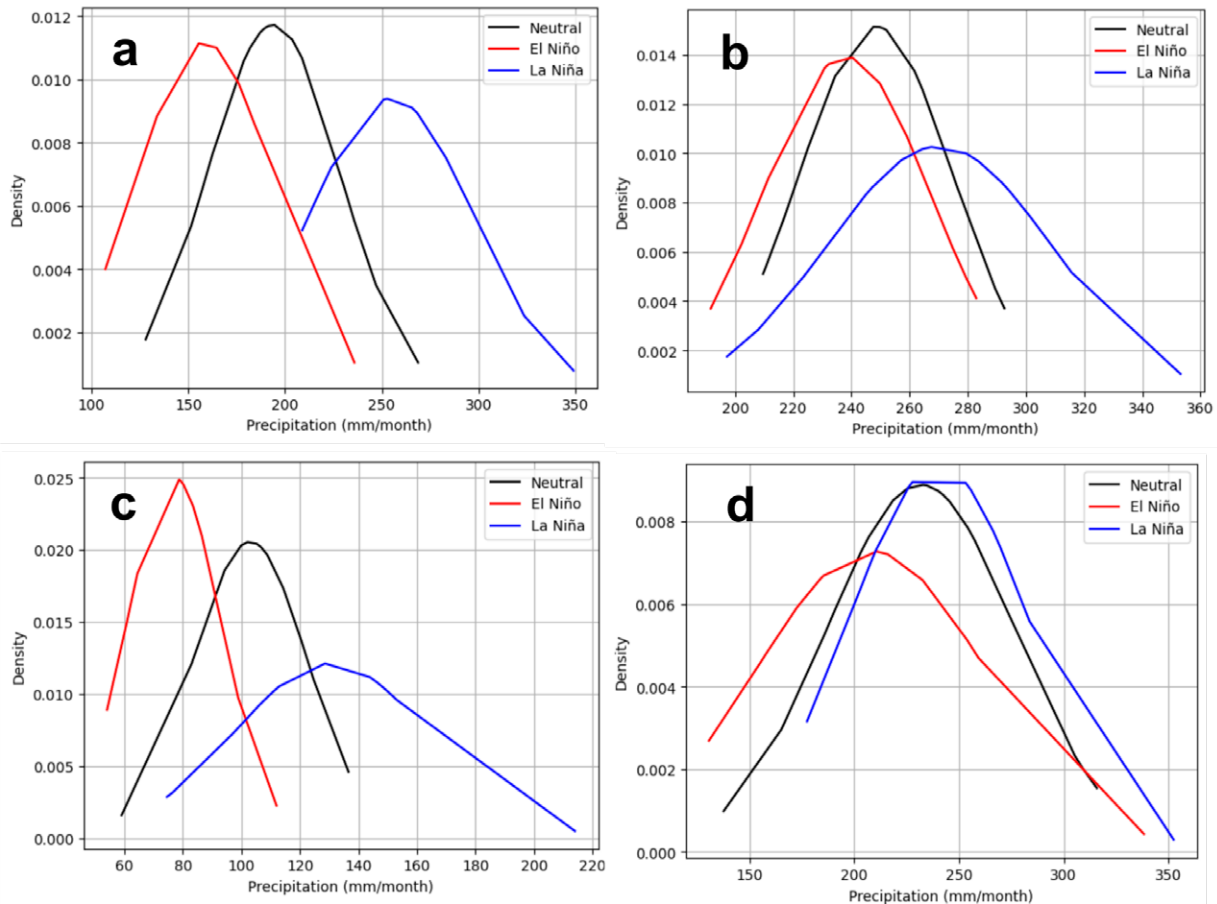 a
Neutral
El Niño
La Niña
0.012
0.010
0.008
0.006
0.004
0.002
Density
100 150 200 250 300 350
Precipitation (mm/month)
b
Neutral
El Niño
La Niña
0.014
0.012
0.010
0.008
0.006
0.004
0.002
Density
200 220 240 260 280 300 320 340 360
Precipitation (mm/month)
c
Neutral
El Niño
La Niña
0.025
0.020
0.015
0.010
0.005
0.000
Density
60 80 100 120 140 160 180 200 220
Precipitation (mm/month)
d
Neutral
El Niño
La Niña
0.008
0.006
0.004
0.002
0.000
Density
150 200 250 300 350
Precipitation (mm/month)